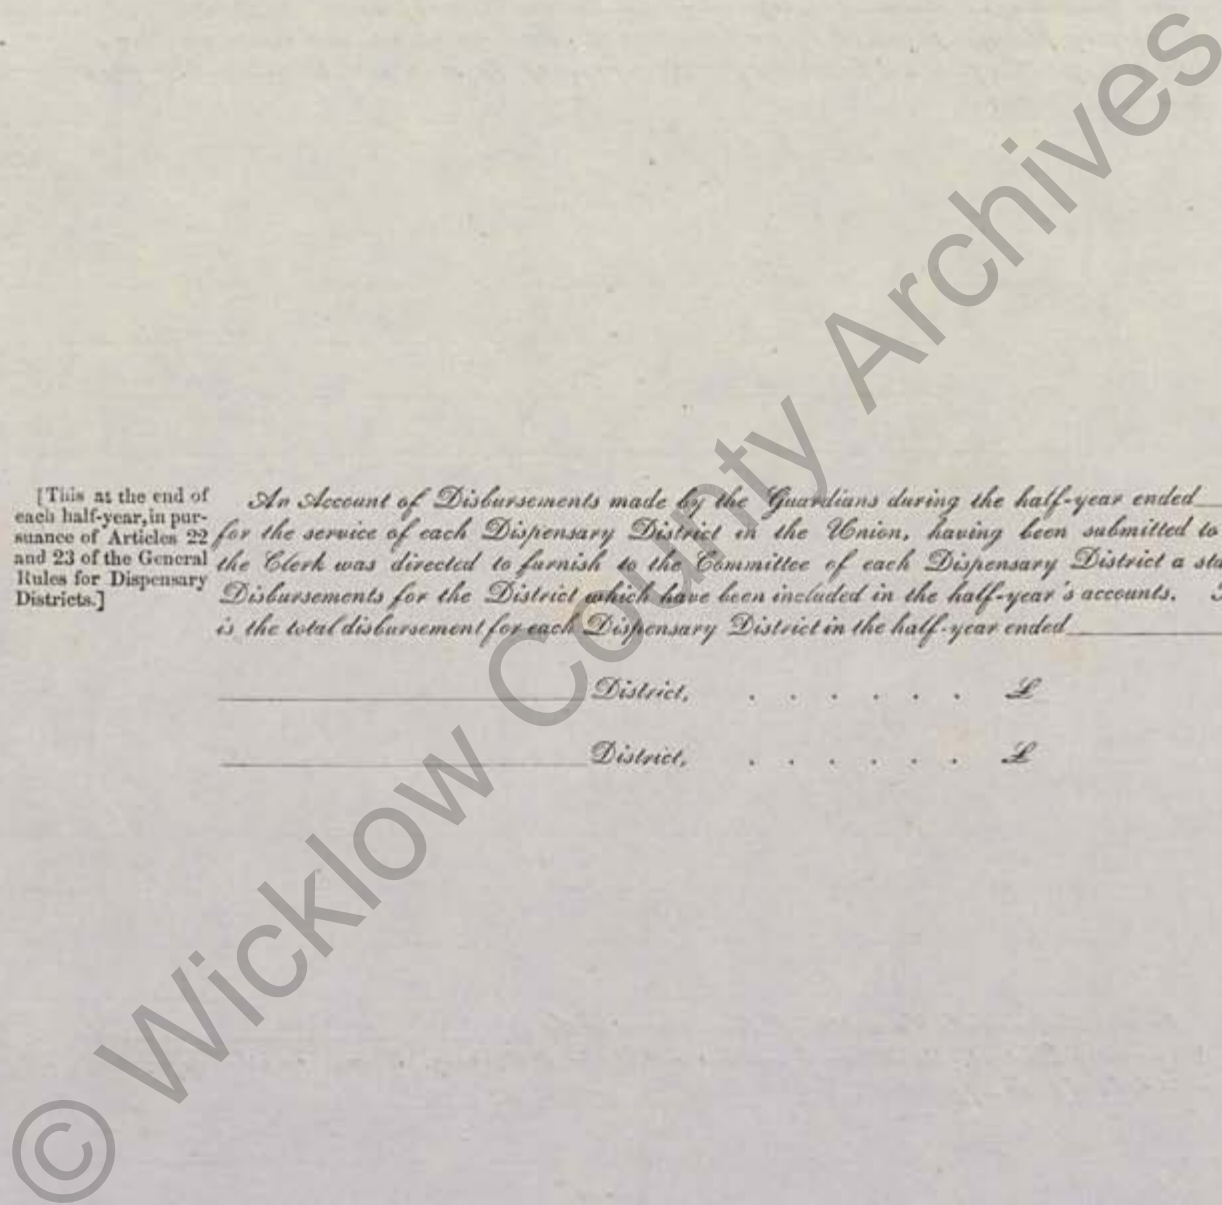 [This at the end of
each half-year, in pur-
suance of Articles 22
and 23 of the General
Rules for Dispensary
Districts.]
An Account of Disbursements made by the Guardians during the half-year ended
for the service of each Dispensary District in the Union, having been submitted to
the Clerk was directed to furnish to the Committee of each Dispensary District a sta
Disbursements for the District which have been included in the half-year's accounts.
is the total disbursement for each Dispensary District in the half-year ended
District, . . . . . . £
District, . . . . . . £
© Wicklow County Archives